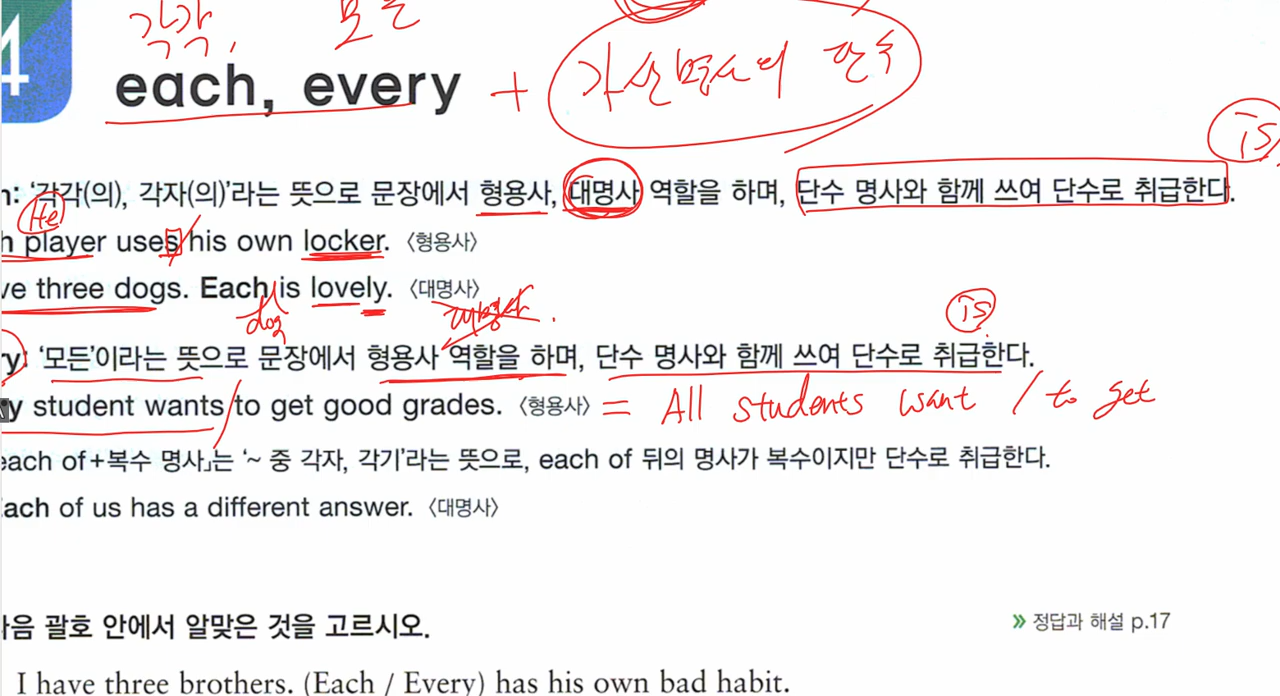 각각, 모든
4
each, every + 가산명사의 단수
is
n: ‘각각(의), 각자(의)’라는 뜻으로 문장에서 형용사, 대명사 역할을 하며, 단수 명사와 함께 쓰여 단수로 취급한다.
He
h player uses his own locker. 〈형용사〉
ve three dogs. Each is lovely. 〈대명사〉
dog
is
ry: ‘모든’이라는 뜻으로 문장에서 형용사 역할을 하며, 단수 명사와 함께 쓰여 단수로 취급한다.
y student wants / to get good grades. 〈형용사〉 = All students want / to get
each of+복수 명사」는 ‘~ 중 각자, 각기’라는 뜻으로, each of 뒤의 명사가 복수이지만 단수로 취급한다.
Each of us has a different answer. 〈대명사〉
다음 괄호 안에서 알맞은 것을 고르시오.
» 정답과 해설 p.17
I have three brothers. (Each / Every) has his own bad habit.